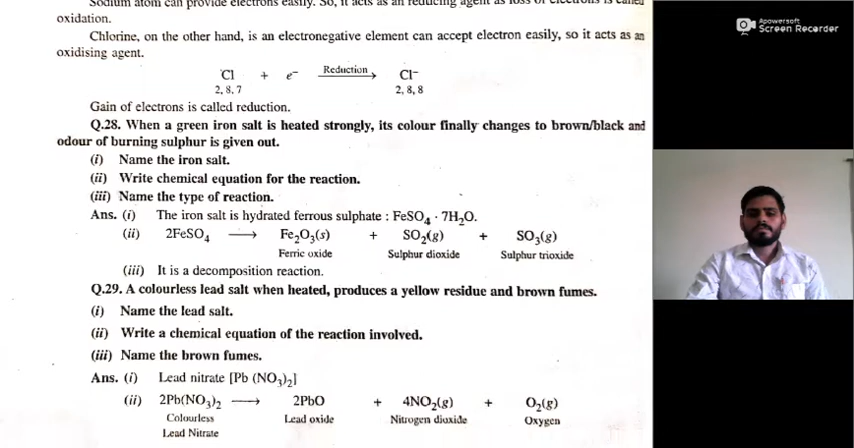 Sodium atom can provide electrons easily. So, it acts as an reducing agent as loss of electrons is called
oxidation.
Chlorine, on the other hand, is an electronegative element can accept electron easily, so it acts as an
oxidising agent.
Cl + e⁻ Reduction → Cl⁻
2, 8, 7 2, 8, 8
Gain of electrons is called reduction.
Q.28. When a green iron salt is heated strongly, its colour finally changes to brown/black and
odour of burning sulphur is given out.
(i) Name the iron salt.
(ii) Write chemical equation for the reaction.
(iii) Name the type of reaction.
Ans. (i) The iron salt is hydrated ferrous sulphate : FeSO₄ · 7H₂O.
(ii) 2FeSO₄ ⟶ Fe₂O₃(s) + SO₂(g) + SO₃(g)
Ferric oxide Sulphur dioxide Sulphur trioxide
(iii) It is a decomposition reaction.
Q.29. A colourless lead salt when heated, produces a yellow residue and brown fumes.
(i) Name the lead salt.
(ii) Write a chemical equation of the reaction involved.
(iii) Name the brown fumes.
Ans. (i) Lead nitrate [Pb (NO₃)₂]
(ii) 2Pb(NO₃)₂ ⟶ 2PbO + 4NO₂(g) + O₂(g)
Colourless Lead oxide Nitrogen dioxide Oxygen
Lead Nitrate
Apowersoft
Screen Recorder